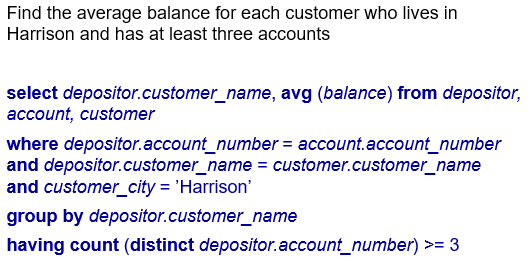 Find the average balance for each customer who lives in
Harrison and has at least three accounts
select depositor.customer_name, avg (balance) from depositor,
account, customer
where depositor.account_number = account.account_number
and depositor.customer_name = customer.customer_name
and customer_city = ’Harrison’
group by depositor.customer_name
having count (distinct depositor.account_number) >= 3